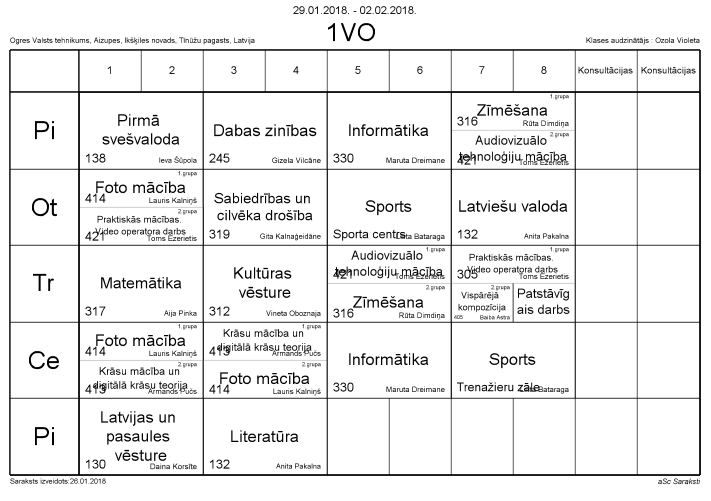 29.01.2018. - 02.02.2018.
1VO
Ogres Valsts tehnikums, Aizupes, Ikšķiles novads, Tīnūžu pagasts, Latvija
Klases audzinātājs : Ozola Violeta
1 2 3 4 5 6 7 8 Konsultācijas Konsultācijas
Pi
Pirmā
svešvaloda
138 Ieva Šūpola
Dabas zinības
245 Gizela Vilcāne
Informātika
330 Maruta Dreimane
1.grupa
Zīmēšana
316 Rūta Dimdiņa
2.grupa
Audiovizuālo
tehnoloģiju mācība
421 Toms Ezerietis
Ot
1.grupa
Foto mācība
414 Lauris Kalniņš
2.grupa
Praktiskās mācības.
Video operatora darbs
421 Toms Ezerietis
Sabiedrības un
cilvēka drošība
319 Gita Kalnaģeidāne
Sports
Sporta centrs Bataraga
Latviešu valoda
132 Anita Pakalna
Tr
Matemātika
317 Aija Pinka
Kultūras
vēsture
312 Vineta Oboznaja
1.grupa
Audiovizuālo
tehnoloģiju mācība
421 Toms Ezerietis
2.grupa
Zīmēšana
316 Rūta Dimdiņa
1.grupa
Praktiskās mācības.
Video operatora darbs
305 Toms Ezerietis
2.grupa
Vispārējā
kompozīcija
405 Baiba Astra
Patstāvīg
ais darbs
Ce
1.grupa
Foto mācība
414 Lauris Kalniņš
2.grupa
Krāsu mācība un
digitālā krāsu teorija
413 Armands Pučs
1.grupa
Krāsu mācība un
digitālā krāsu teorija
413 Armands Pučs
2.grupa
Foto mācība
414 Lauris Kalniņš
Informātika
330 Maruta Dreimane
Sports
Trenažieru zāle Bataraga
Pi
Latvijas un
pasaules
vēsture
130 Daina Korsīte
Literatūra
132 Anita Pakalna
Saraksts izveidots:26.01.2018
aSc Saraksti